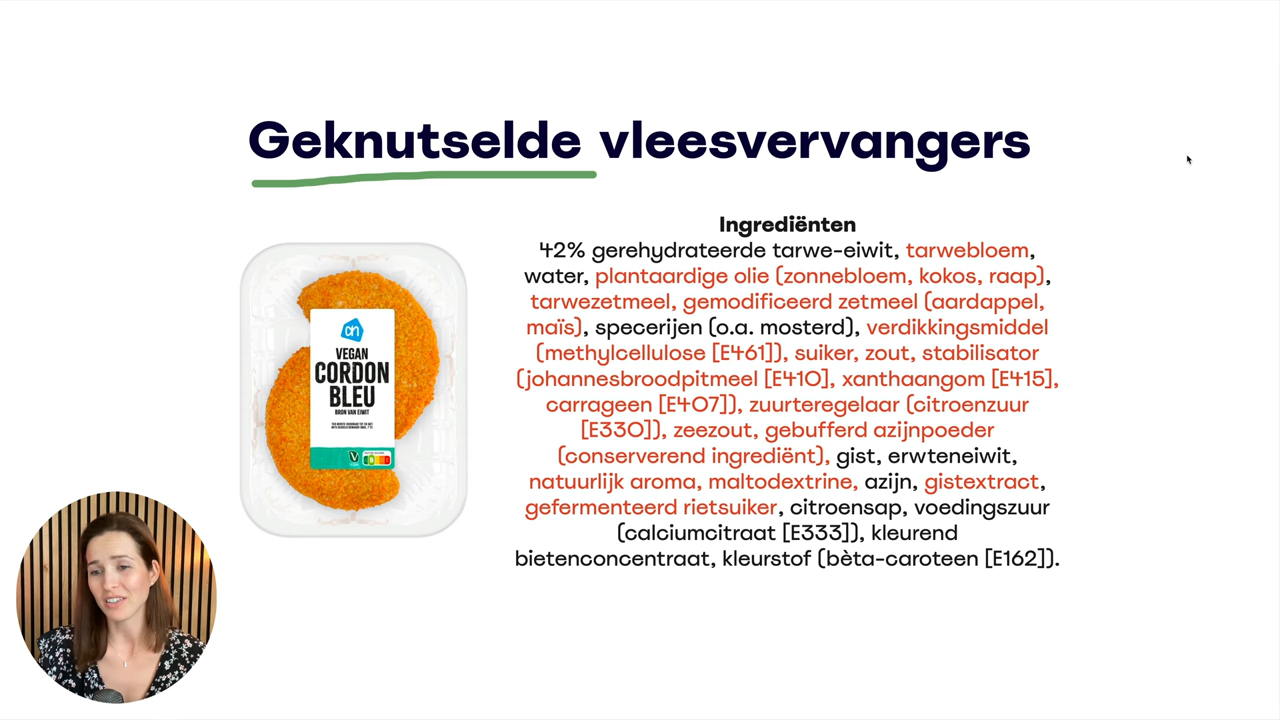 Geknutselde vleesvervangers
Ingrediënten
42% gerehydrateerde tarwe-eiwit, tarwebloem,
water, plantaardige olie (zonnebloem, kokos, raap),
tarwezetmeel, gemodificeerd zetmeel (aardappel,
maïs), specerijen (o.a. mosterd), verdikkingsmiddel
(methylcellulose [E461]), suiker, zout, stabilisator
(johannesbroodpitmeel [E410], xanthaangom [E415],
carrageen [E407]), zuurteregelaar (citroenzuur
[E330]), zeezout, gebufferd azijnpoeder
(conserverend ingrediënt), gist, erwteneiwit,
natuurlijk aroma, maltodextrine, azijn, gistextract,
gefermenteerd rietsuiker, citroensap, voedingszuur
(calciumcitraat [E333]), kleurend
bietenconcentraat, kleurstof (bèta-caroteen [E162]).
VEGAN
CORDON
BLEU
BRON VAN EIWIT